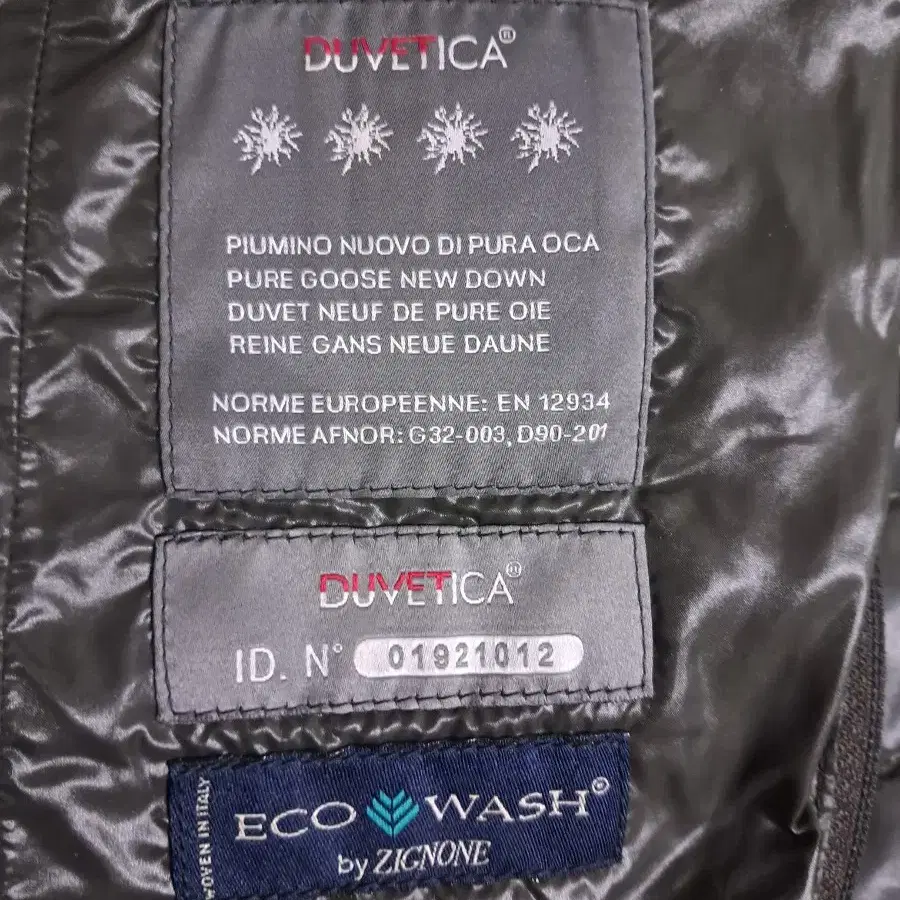 DUVETICA®
PIUMINO NUOVO DI PURA OCA
PURE GOOSE NEW DOWN
DUVET NEUF DE PURE OIE
REINE GANS NEUE DAUNE
NORME EUROPEENNE: EN 12934
NORME AFNOR: G32-003, D90-201
DUVETICA®
ID. N° 01921012
WOVEN IN ITALY
ECO WASH®
by ZIGNONE